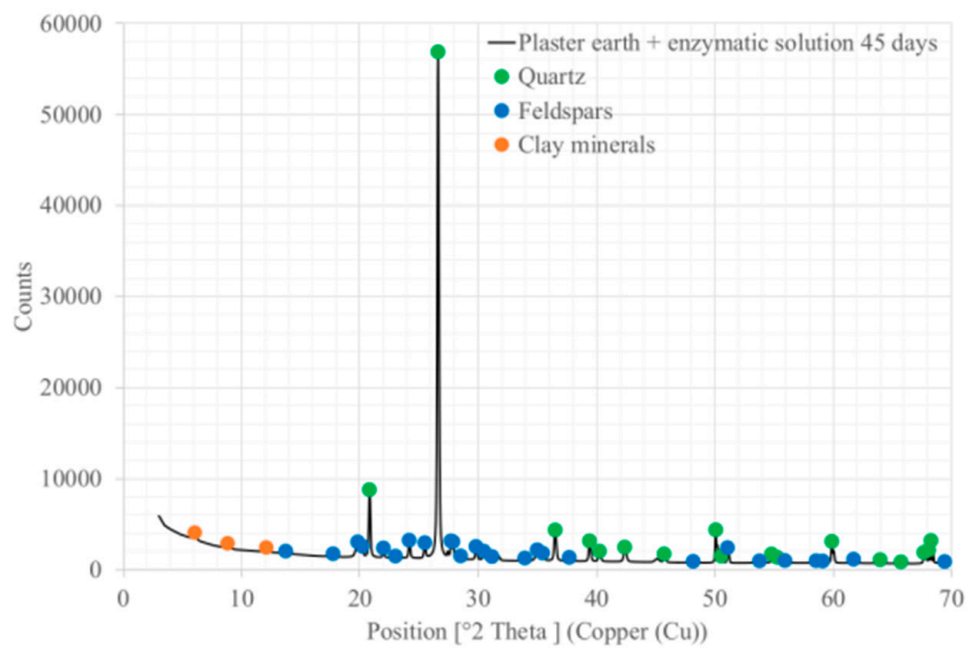 60000
50000
40000
30000
20000
10000
0
Counts
Plaster earth + enzymatic solution 45 days
Quartz
Feldspars
Clay minerals
0 10 20 30 40 50 60 70
Position [°2 Theta ] (Copper (Cu))